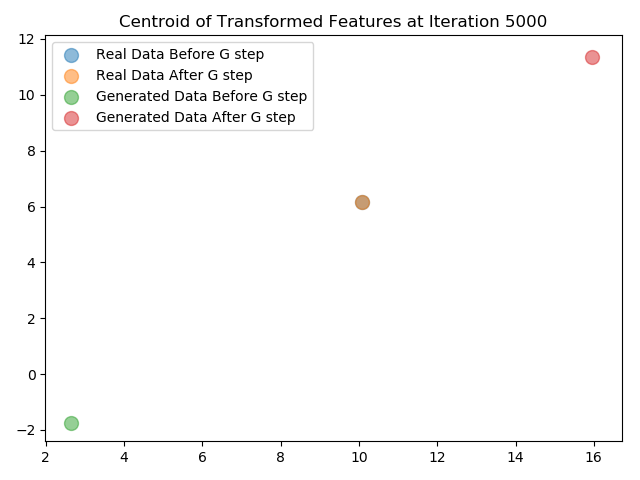 Centroid of Transformed Features at Iteration 5000
Real Data Before G step
Real Data After G step
Generated Data Before G step
Generated Data After G step
12
10
8
6
4
2
0
−2
2 4 6 8 10 12 14 16